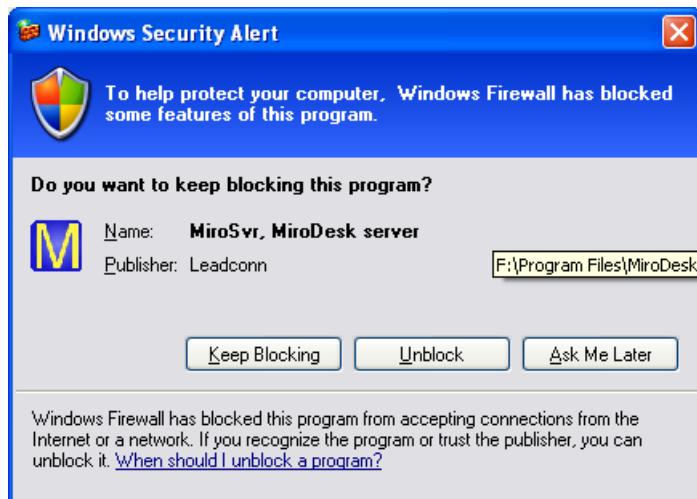 Windows Security Alert
To help protect your computer, Windows Firewall has blocked
some features of this program.
Do you want to keep blocking this program?
M
Name: MiroSvr, MiroDesk server
Publisher: Leadconn
F:\Program Files\MiroDesk
Keep Blocking Unblock Ask Me Later
Windows Firewall has blocked this program from accepting connections from the
Internet or a network. If you recognize the program or trust the publisher, you can
unblock it. When should I unblock a program?